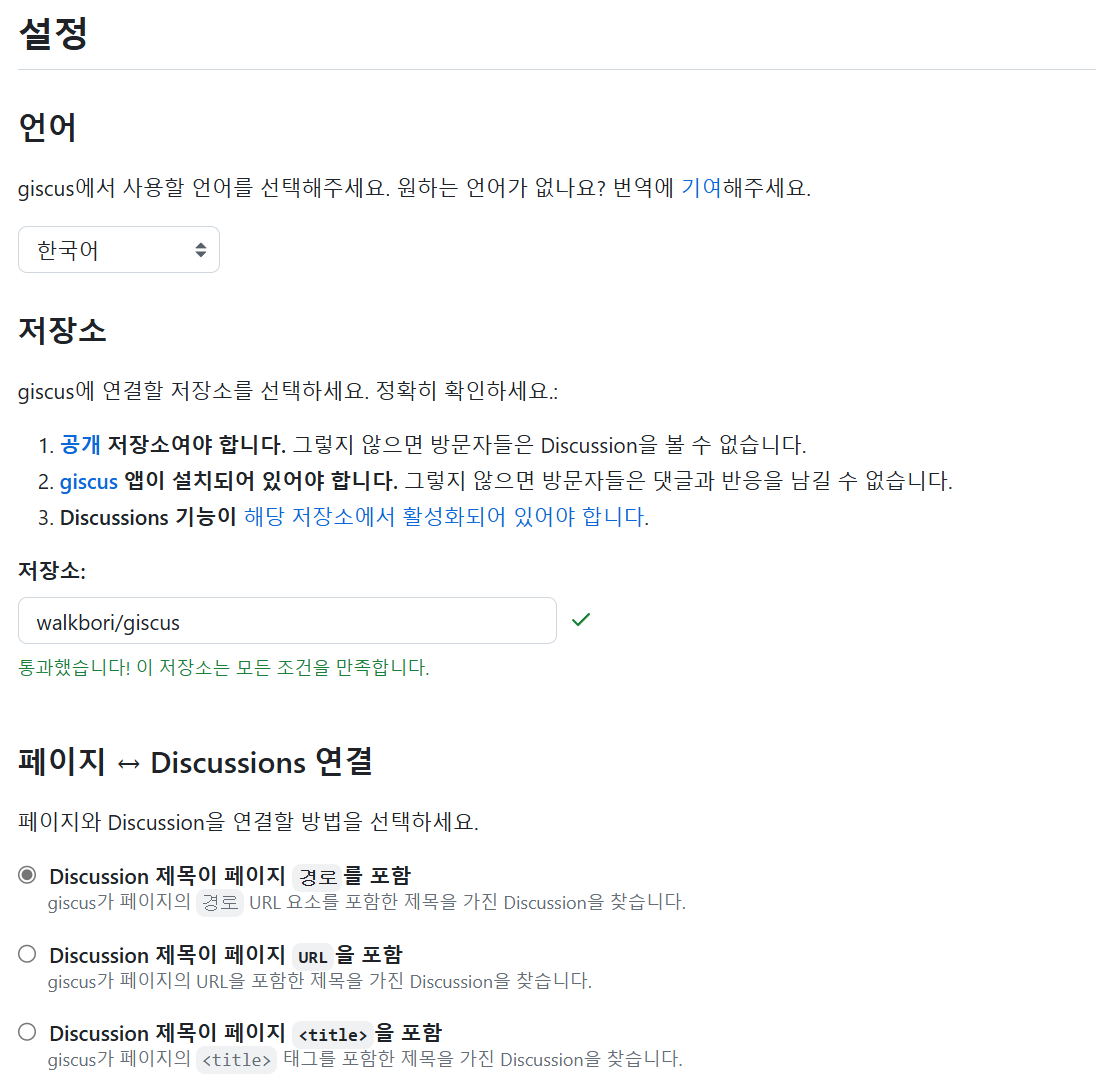 설정
언어
giscus에서 사용할 언어를 선택해주세요. 원하는 언어가 없나요? 번역에 기여해주세요.
한국어
저장소
giscus에 연결할 저장소를 선택하세요. 정확히 확인하세요.:
1. 공개 저장소여야 합니다. 그렇지 않으면 방문자들은 Discussion을 볼 수 없습니다.
2. giscus 앱이 설치되어 있어야 합니다. 그렇지 않으면 방문자들은 댓글과 반응을 남길 수 없습니다.
3. Discussions 기능이 해당 저장소에서 활성화되어 있어야 합니다.
저장소:
walkbori/giscus
통과했습니다! 이 저장소는 모든 조건을 만족합니다.
페이지 ↔ Discussions 연결
페이지와 Discussion을 연결할 방법을 선택하세요.
Discussion 제목이 페이지 경로를 포함
giscus가 페이지의 경로 URL 요소를 포함한 제목을 가진 Discussion을 찾습니다.
Discussion 제목이 페이지 URL을 포함
giscus가 페이지의 URL을 포함한 제목을 가진 Discussion을 찾습니다.
Discussion 제목이 페이지 <title>을 포함
giscus가 페이지의 <title> 태그를 포함한 제목을 가진 Discussion을 찾습니다.